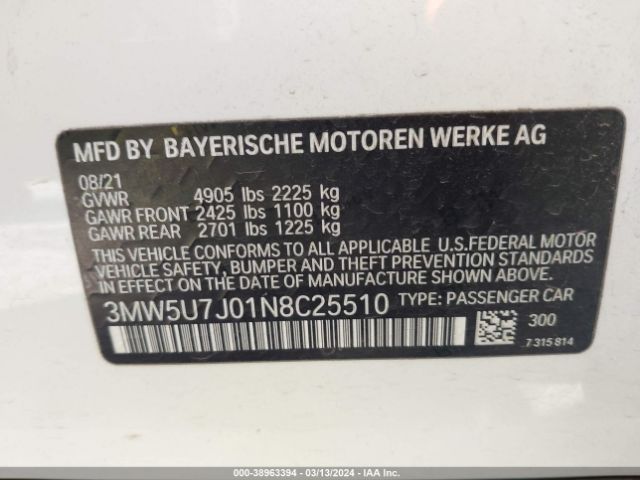 MFD BY BAYERISCHE MOTOREN WERKE AG
08/21
GVWR 4905 lbs 2225 kg
GAWR FRONT 2425 lbs 1100 kg
GAWR REAR 2701 lbs 1225 kg
THIS VEHICLE CONFORMS TO ALL APPLICABLE U.S.FEDERAL MOTOR
VEHICLE SAFETY, BUMPER AND THEFT PREVENTION STANDARDS
IN EFFECT ON THE DATE OF MANUFACTURE SHOWN ABOVE.
3MW5U7J01N8C25510 TYPE: PASSENGER CAR
300
7 315 814
000-38963394 | 03/13/2024 | IAAI.COM